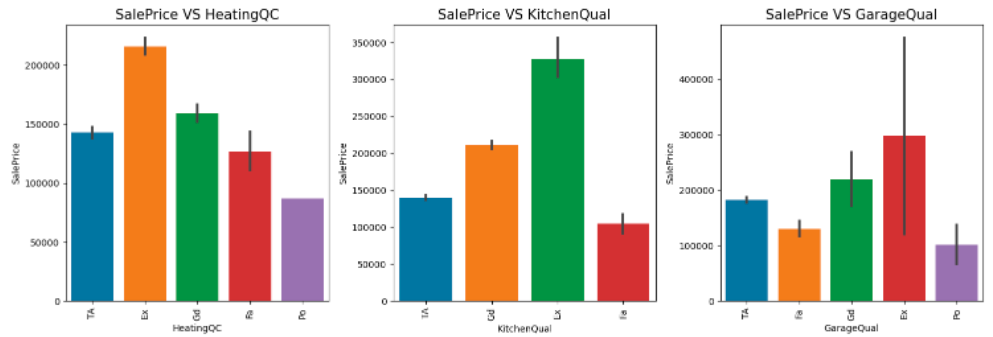 SalePrice VS HeatingQC
SalePrice
200000
150000
100000
50000
0
TA Ex Gd Fa Po
HeatingQC
SalePrice VS KitchenQual
SalePrice
350000
300000
250000
200000
150000
100000
50000
0
TA Gd Ex Fa
KitchenQual
SalePrice VS GarageQual
SalePrice
400000
300000
200000
100000
0
TA Fa Gd Ex Po
GarageQual